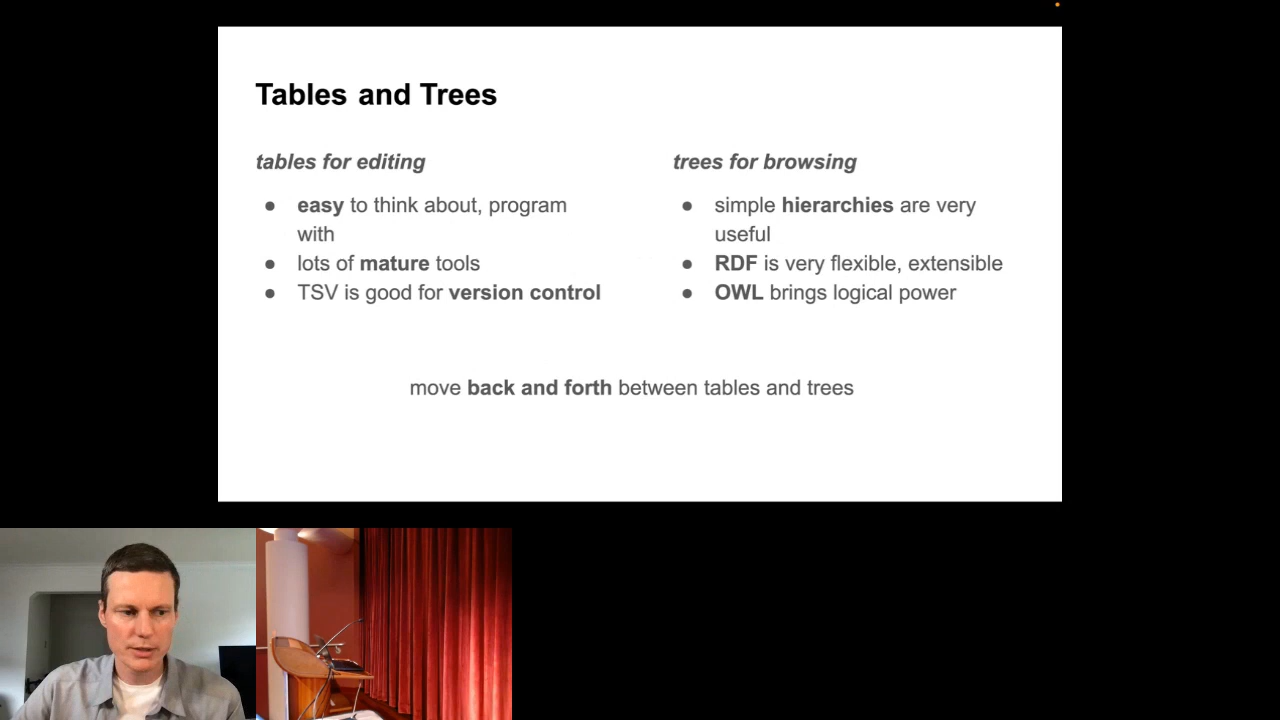 Tables and Trees
tables for editing
● easy to think about, program
with
● lots of mature tools
● TSV is good for version control
trees for browsing
● simple hierarchies are very
useful
● RDF is very flexible, extensible
● OWL brings logical power
move back and forth between tables and trees